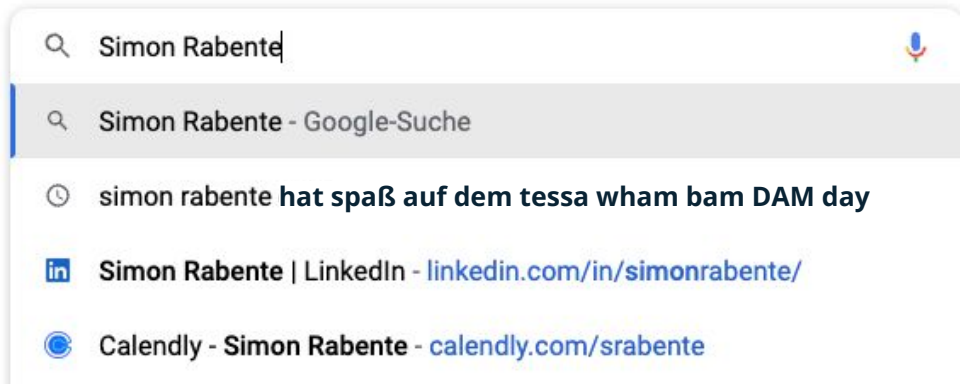 Simon Rabente
Simon Rabente - Google-Suche
simon rabente hat spaß auf dem tessa wham bam DAM day
in Simon Rabente | LinkedIn - linkedin.com/in/simonrabente/
Calendly - Simon Rabente - calendly.com/srabente